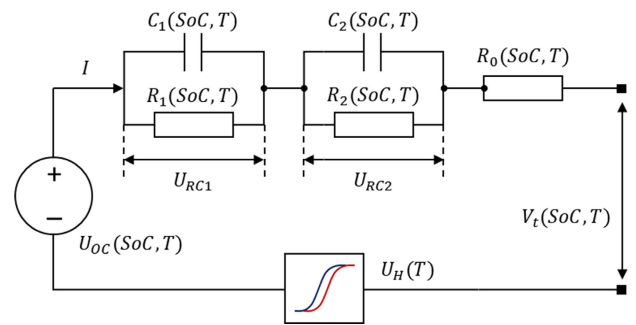 C₁(SoC,T)
C₂(SoC,T)
R₀(SoC,T)
I
R₁(SoC,T)
R₂(SoC,T)
U_RC1
U_RC2
+
−
V_t(SoC,T)
U_OC(SoC,T)
U_H(T)